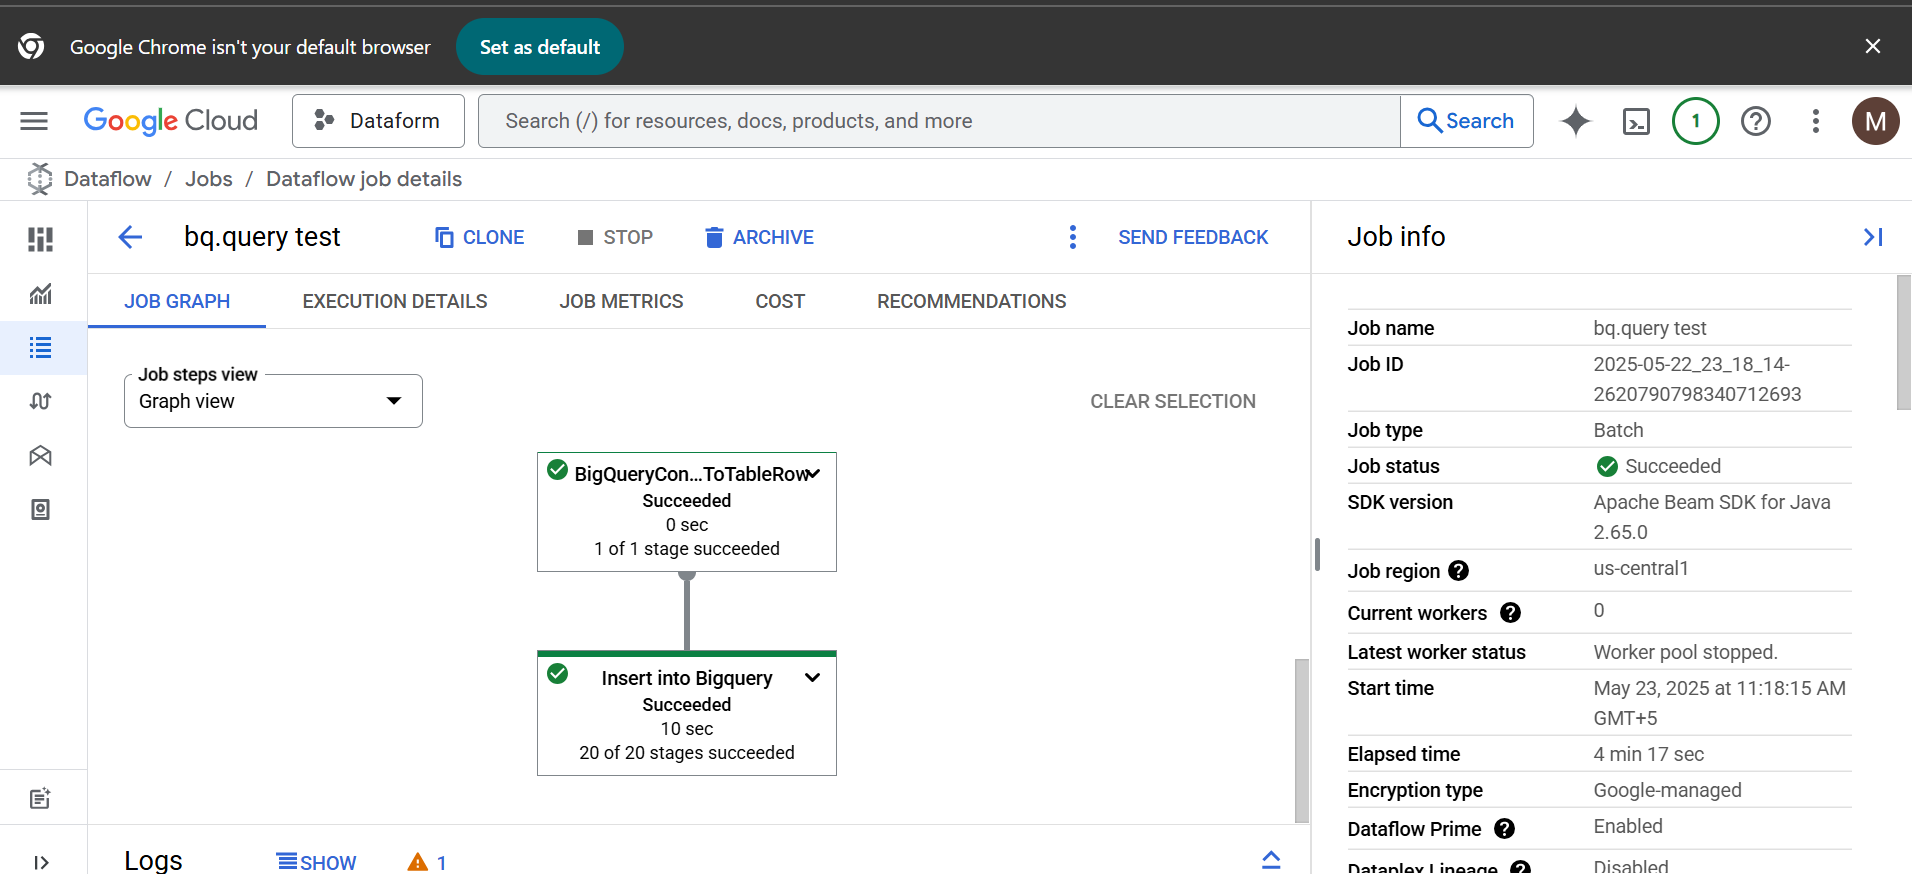 Google Chrome isn't your default browser
Set as default
Google Cloud
Dataform
Search (/) for resources, docs, products, and more
Search
1
M
Dataflow / Jobs / Dataflow job details
bq.query test
CLONE
STOP
ARCHIVE
SEND FEEDBACK
JOB GRAPH
EXECUTION DETAILS
JOB METRICS
COST
RECOMMENDATIONS
Job steps view
Graph view
CLEAR SELECTION
BigQueryCon...ToTableRow
Succeeded
0 sec
1 of 1 stage succeeded
Insert into Bigquery
Succeeded
10 sec
20 of 20 stages succeeded
Logs
SHOW
1
Job info
Job name bq.query test
Job ID 2025-05-22_23_18_14-
2620790798340712693
Job type Batch
Job status Succeeded
SDK version Apache Beam SDK for Java
2.65.0
Job region us-central1
Current workers 0
Latest worker status Worker pool stopped.
Start time May 23, 2025 at 11:18:15 AM
GMT+5
Elapsed time 4 min 17 sec
Encryption type Google-managed
Dataflow Prime Enabled
Dataplex Lineage Disabled